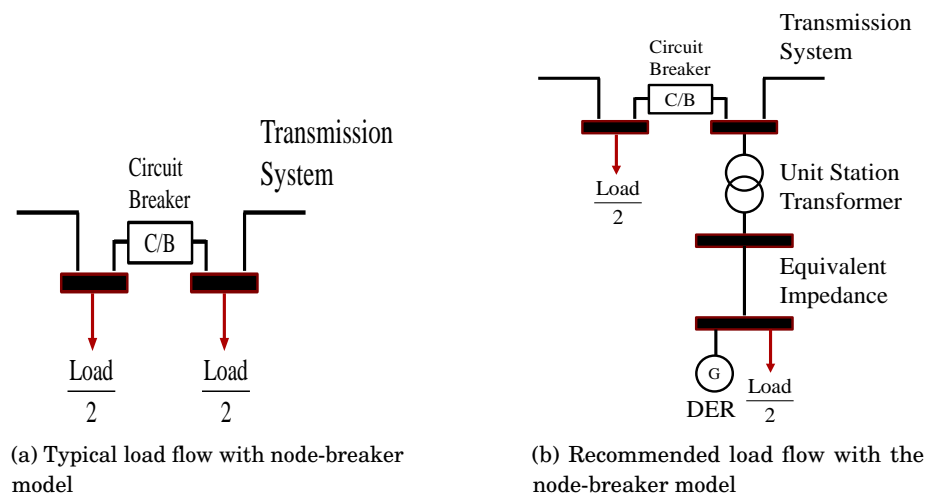 Transmission
System
Circuit
Breaker
C/B
Load
2
Load
2
(a) Typical load flow with node-breaker
model
Transmission
System
Circuit
Breaker
C/B
Load
2
Unit Station
Transformer
Equivalent
Impedance
G
DER
Load
2
(b) Recommended load flow with the
node-breaker model